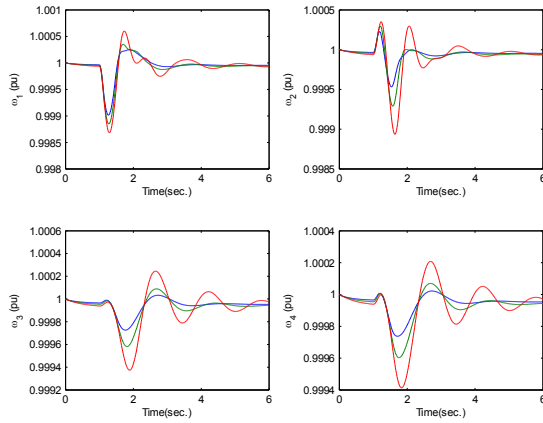 1.001
1.0005
1
0.9995
0.999
0.9985
0.998
ω1 (pu)
0 2 4 6
Time(sec.)
1.0005
1
0.9995
0.999
0.9985
ω2 (pu)
0 2 4 6
Time(sec.)
1.0006
1.0004
1.0002
1
0.9998
0.9996
0.9994
0.9992
ω3 (pu)
0 2 4 6
Time(sec.)
1.0004
1.0002
1
0.9998
0.9996
0.9994
ω4 (pu)
0 2 4 6
Time(sec.)